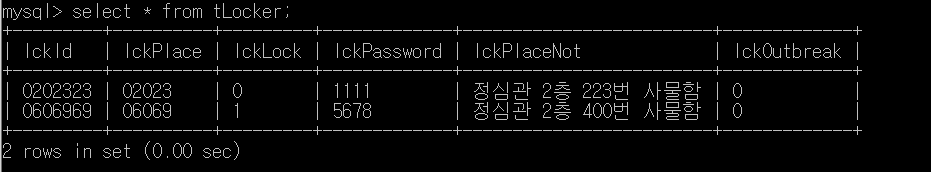 mysql> select * from tLocker;
+---------+----------+---------+-------------+---------------------------+-------------+
| lckId | lckPlace | lckLock | lckPassword | lckPlaceNot | lckOutbreak |
+---------+----------+---------+-------------+---------------------------+-------------+
| 0202323 | 02023 | 0 | 1111 | 정심관 2층 223번 사물함 | 0 |
| 0606969 | 06069 | 1 | 5678 | 정심관 2층 400번 사물함 | 0 |
+---------+----------+---------+-------------+---------------------------+-------------+
2 rows in set (0.00 sec)